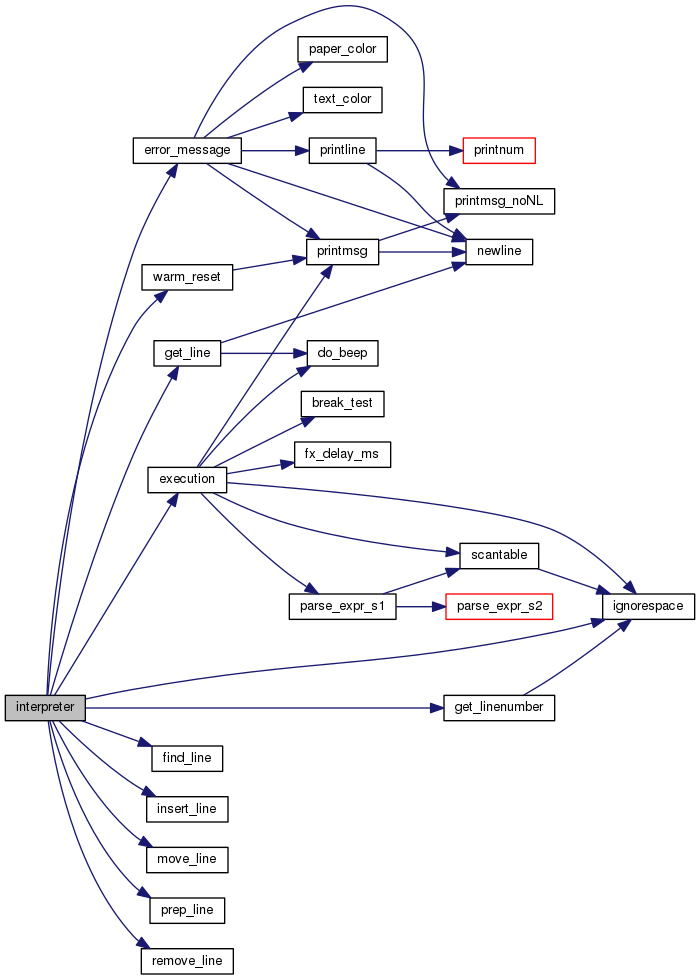 paper_color
text_color
error_message
printline
printnum
printmsg_noNL
printmsg
newline
warm_reset
get_line
do_beep
break_test
fx_delay_ms
execution
scantable
parse_expr_s1
parse_expr_s2
ignorespace
interpreter
get_linenumber
find_line
insert_line
move_line
prep_line
remove_line